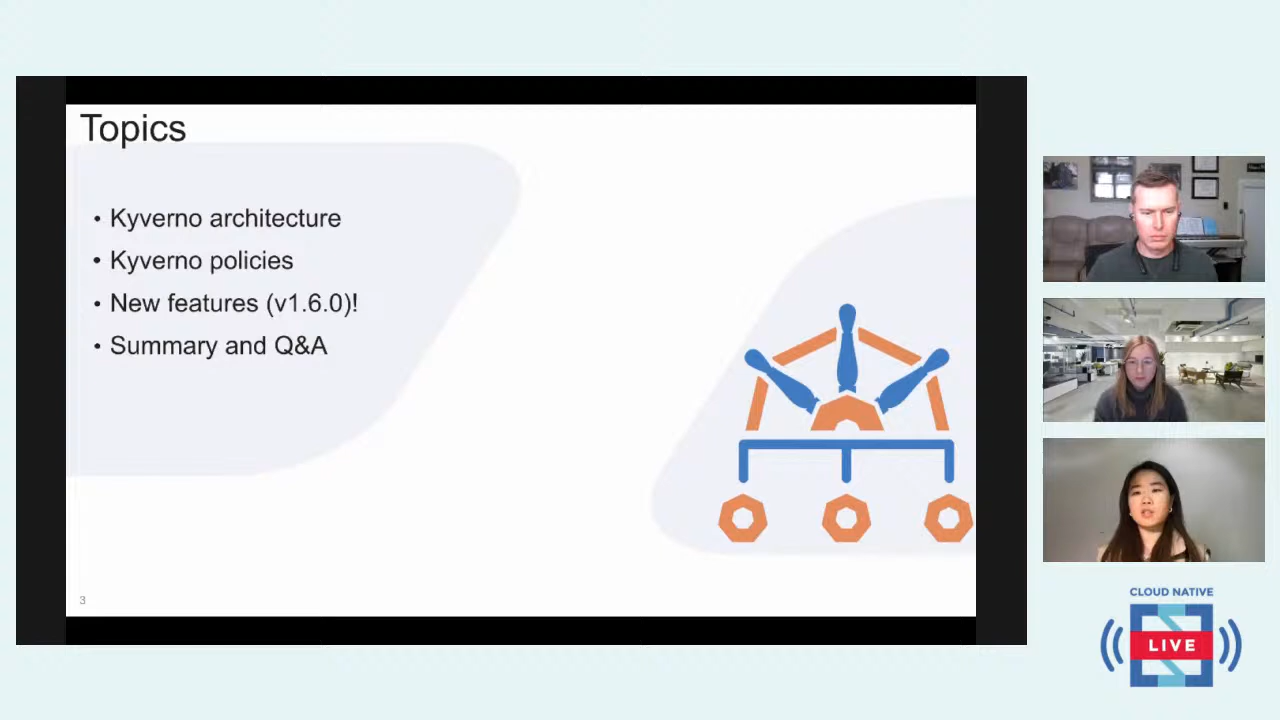 Topics
• Kyverno architecture
• Kyverno policies
• New features (v1.6.0)!
• Summary and Q&A
3
CLOUD NATIVE
LIVE